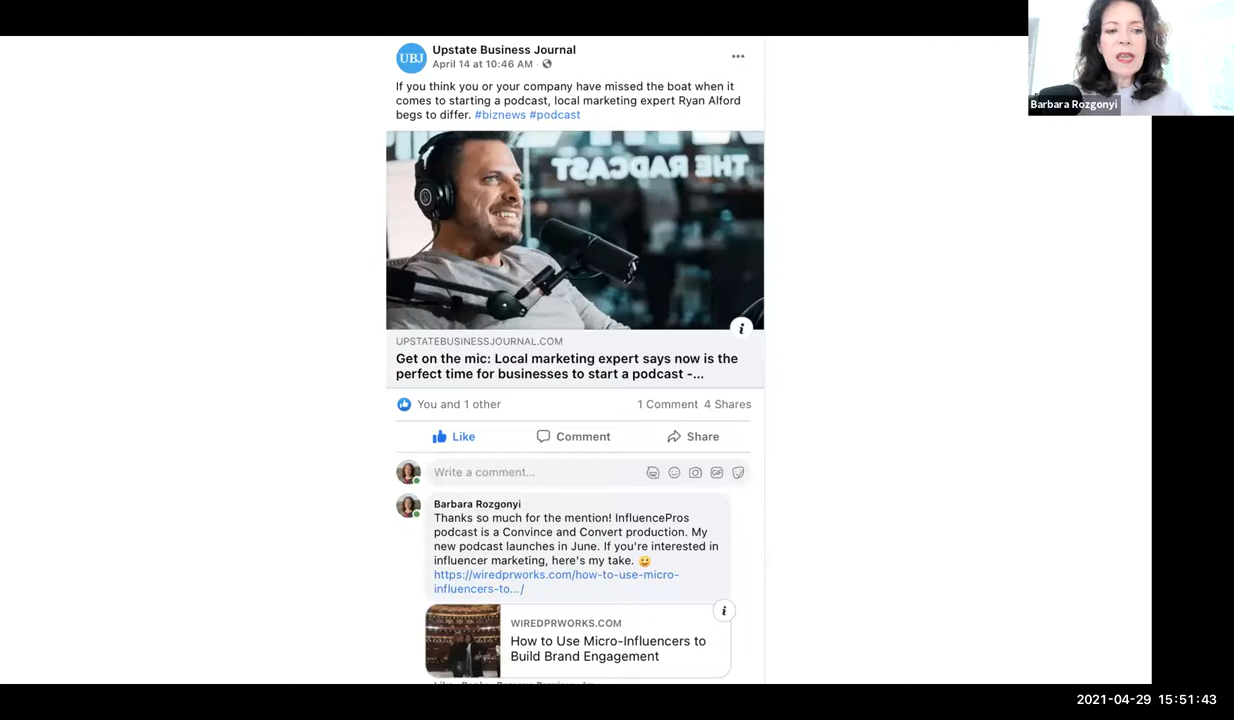 UBJ
Upstate Business Journal
April 14 at 10:46 AM ·
If you think you or your company have missed the boat when it
comes to starting a podcast, local marketing expert Ryan Alford
begs to differ. #biznews #podcast
THE RADCAST
i
UPSTATEBUSINESSJOURNAL.COM
Get on the mic: Local marketing expert says now is the
perfect time for businesses to start a podcast -...
You and 1 other
1 Comment 4 Shares
Like
Comment
Share
Write a comment...
GIF
Barbara Rozgonyi
Thanks so much for the mention! InfluencePros
podcast is a Convince and Convert production. My
new podcast launches in June. If you're interested in
influencer marketing, here's my take. 😀
https://wiredprworks.com/how-to-use-micro-
influencers-to.../
i
WIREDPRWORKS.COM
How to Use Micro-Influencers to
Build Brand Engagement
Barbara Rozgonyi
2021-04-29 15:51:43